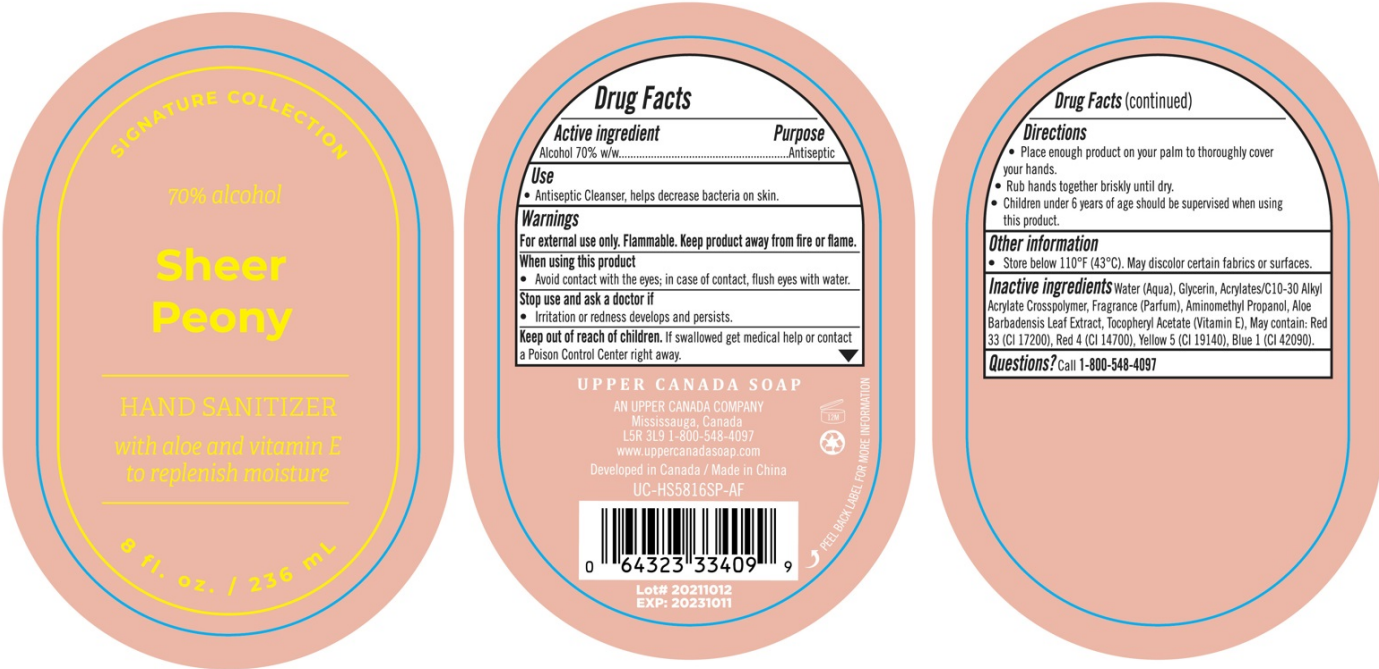 SIGNATURE COLLECTION
70% alcohol
Sheer
Peony
HAND SANITIZER
with aloe and vitamin E
to replenish moisture
8 fl. oz. / 236 mL
Drug Facts
Active ingredient Purpose
Alcohol 70% w/w..........................................................Antiseptic
Use
• Antiseptic Cleanser, helps decrease bacteria on skin.
Warnings
For external use only. Flammable. Keep product away from fire or flame.
When using this product
• Avoid contact with the eyes; in case of contact, flush eyes with water.
Stop use and ask a doctor if
• Irritation or redness develops and persists.
Keep out of reach of children. If swallowed get medical help or contact
a Poison Control Center right away.
UPPER CANADA SOAP
AN UPPER CANADA COMPANY
Mississauga, Canada
L5R 3L9 1-800-548-4097
www.uppercanadasoap.com
Developed in Canada / Made in China
UC-HS5816SP-AF
12M
PEEL BACK LABEL FOR MORE INFORMATION
0 64323 33409 9
Lot# 20211012
EXP: 20231011
Drug Facts (continued)
Directions
• Place enough product on your palm to thoroughly cover
your hands.
• Rub hands together briskly until dry.
• Children under 6 years of age should be supervised when using
this product.
Other information
• Store below 110°F (43°C). May discolor certain fabrics or surfaces.
Inactive ingredients Water (Aqua), Glycerin, Acrylates/C10-30 Alkyl
Acrylate Crosspolymer, Fragrance (Parfum), Aminomethyl Propanol, Aloe
Barbadensis Leaf Extract, Tocopheryl Acetate (Vitamin E), May contain: Red
33 (CI 17200), Red 4 (CI 14700), Yellow 5 (CI 19140), Blue 1 (CI 42090).
Questions? Call 1-800-548-4097